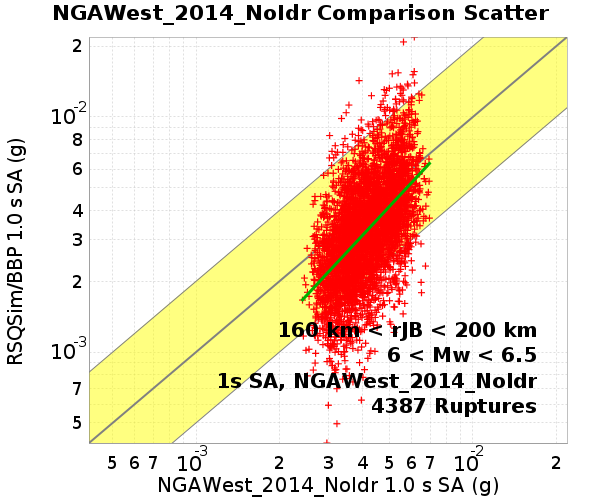 NGAWest_2014_NoIdr Comparison Scatter
RSQSim/BBP 1.0 s SA (g)
2
10-2
8
6
4
3
2
10-3
7
5
160 km < rJB < 200 km
6 < Mw < 6.5
1s SA, NGAWest_2014_NoIdr
4387 Ruptures
5 6 7 10-3 2 3 4 5 6 7 10-2 2
NGAWest_2014_NoIdr 1.0 s SA (g)